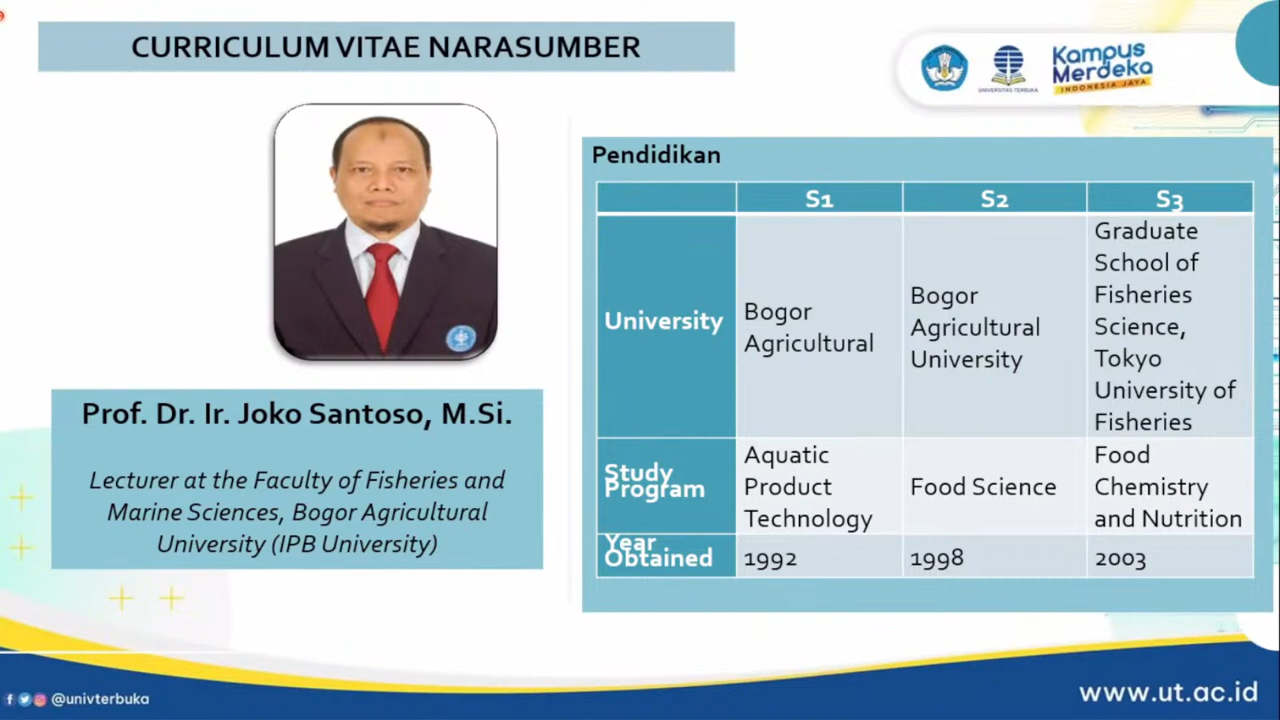 CURRICULUM VITAE NARASUMBER
UNIVERSITAS TERBUKA
Kampus
Merdeka
INDONESIA JAYA
Prof. Dr. Ir. Joko Santoso, M.Si.
Lecturer at the Faculty of Fisheries and
Marine Sciences, Bogor Agricultural
University (IPB University)
Pendidikan
S1 S2 S3
University
Bogor
Agricultural
Bogor
Agricultural
University
Graduate
School of
Fisheries
Science,
Tokyo
University of
Fisheries
Study
Program
Aquatic
Product
Technology
Food Science
Food
Chemistry
and Nutrition
Year
Obtained
1992 1998 2003
@univterbuka
www.ut.ac.id